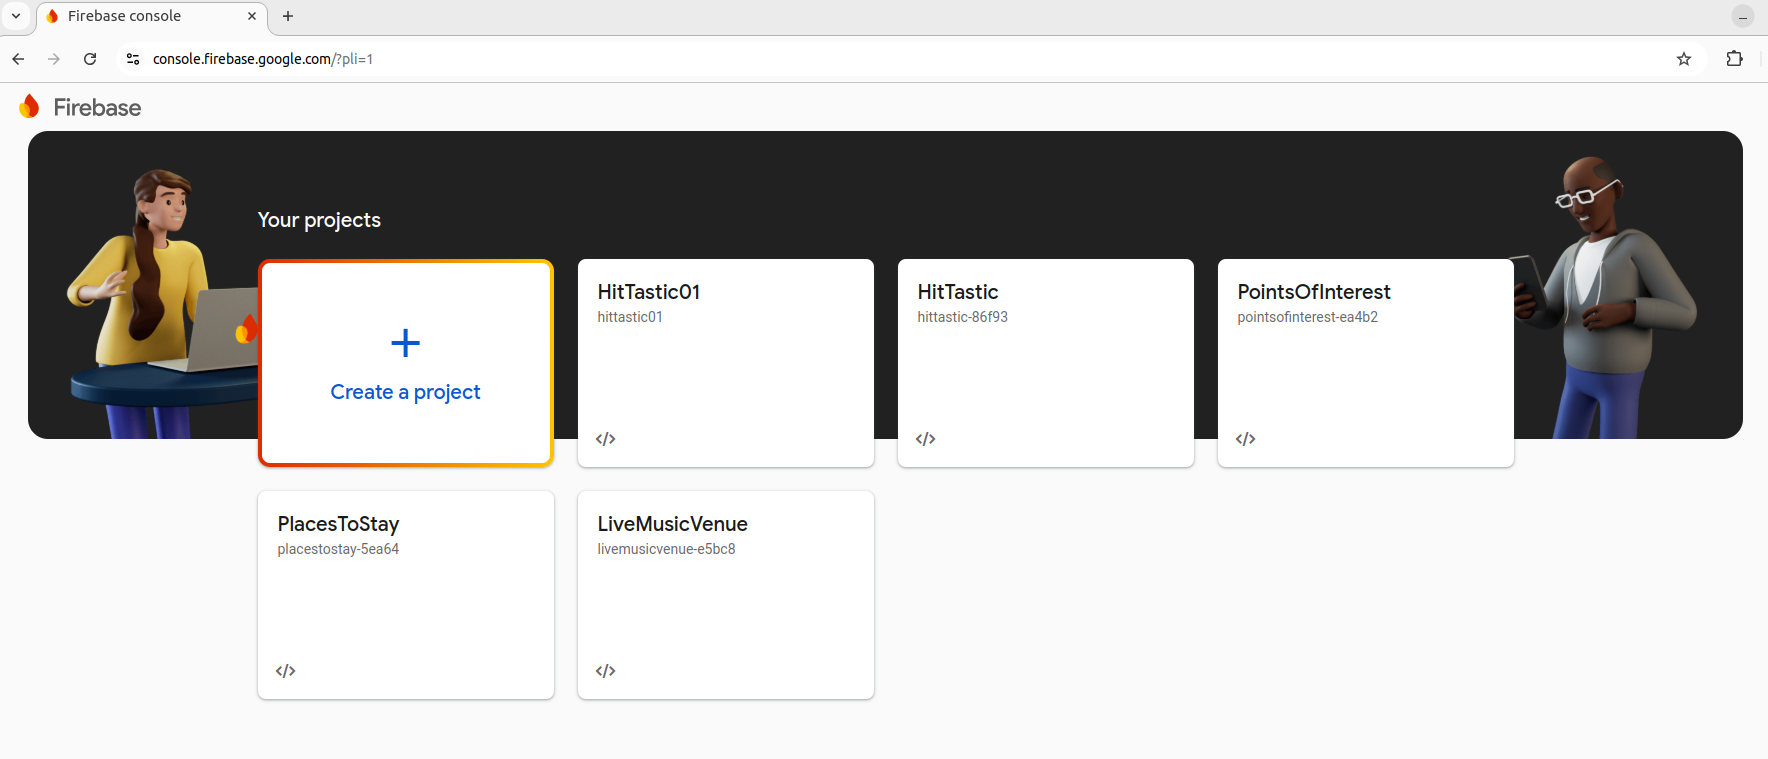 Firebase console
console.firebase.google.com/?pli=1
Firebase
Your projects
Create a project
HitTastic01
hittastic01
HitTastic
hittastic-86f93
PointsOfInterest
pointsofinterest-ea4b2
PlacesToStay
placestostay-5ea64
LiveMusicVenue
livemusicvenue-e5bc8